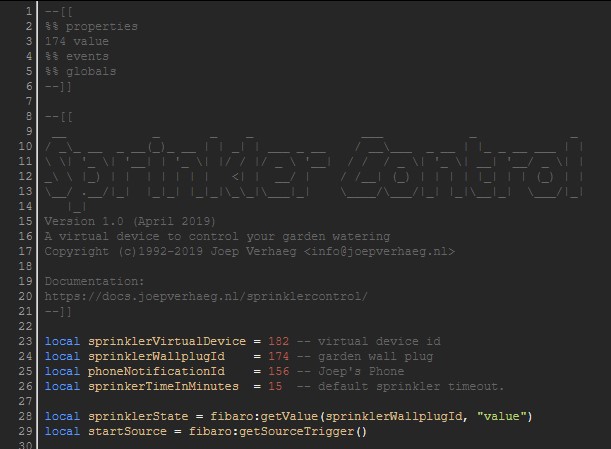 1 --[[
2 %% properties
3 174 value
4 %% events
5 %% globals
6 --]]
7
8 --[[
9
10
11
12
13
14
Sprinkler Control
15 Version 1.0 (April 2019)
16 A virtual device to control your garden watering
17 Copyright (c)1992-2019 Joep Verhaeg <info@joepverhaeg.nl>
18
19 Documentation:
20 https://docs.joepverhaeg.nl/sprinklercontrol/
21 --]]
22
23 local sprinklerVirtualDevice = 182 -- virtual device id
24 local sprinklerWallplugId    = 174 -- garden wall plug
25 local phoneNotificationId    = 156 -- Joep's Phone
26 local sprinkerTimeInMinutes  = 15  -- default sprinkler timeout.
27
28 local sprinklerState = fibaro:getValue(sprinklerWallplugId, "value")
29 local startSource = fibaro:getSourceTrigger()
30